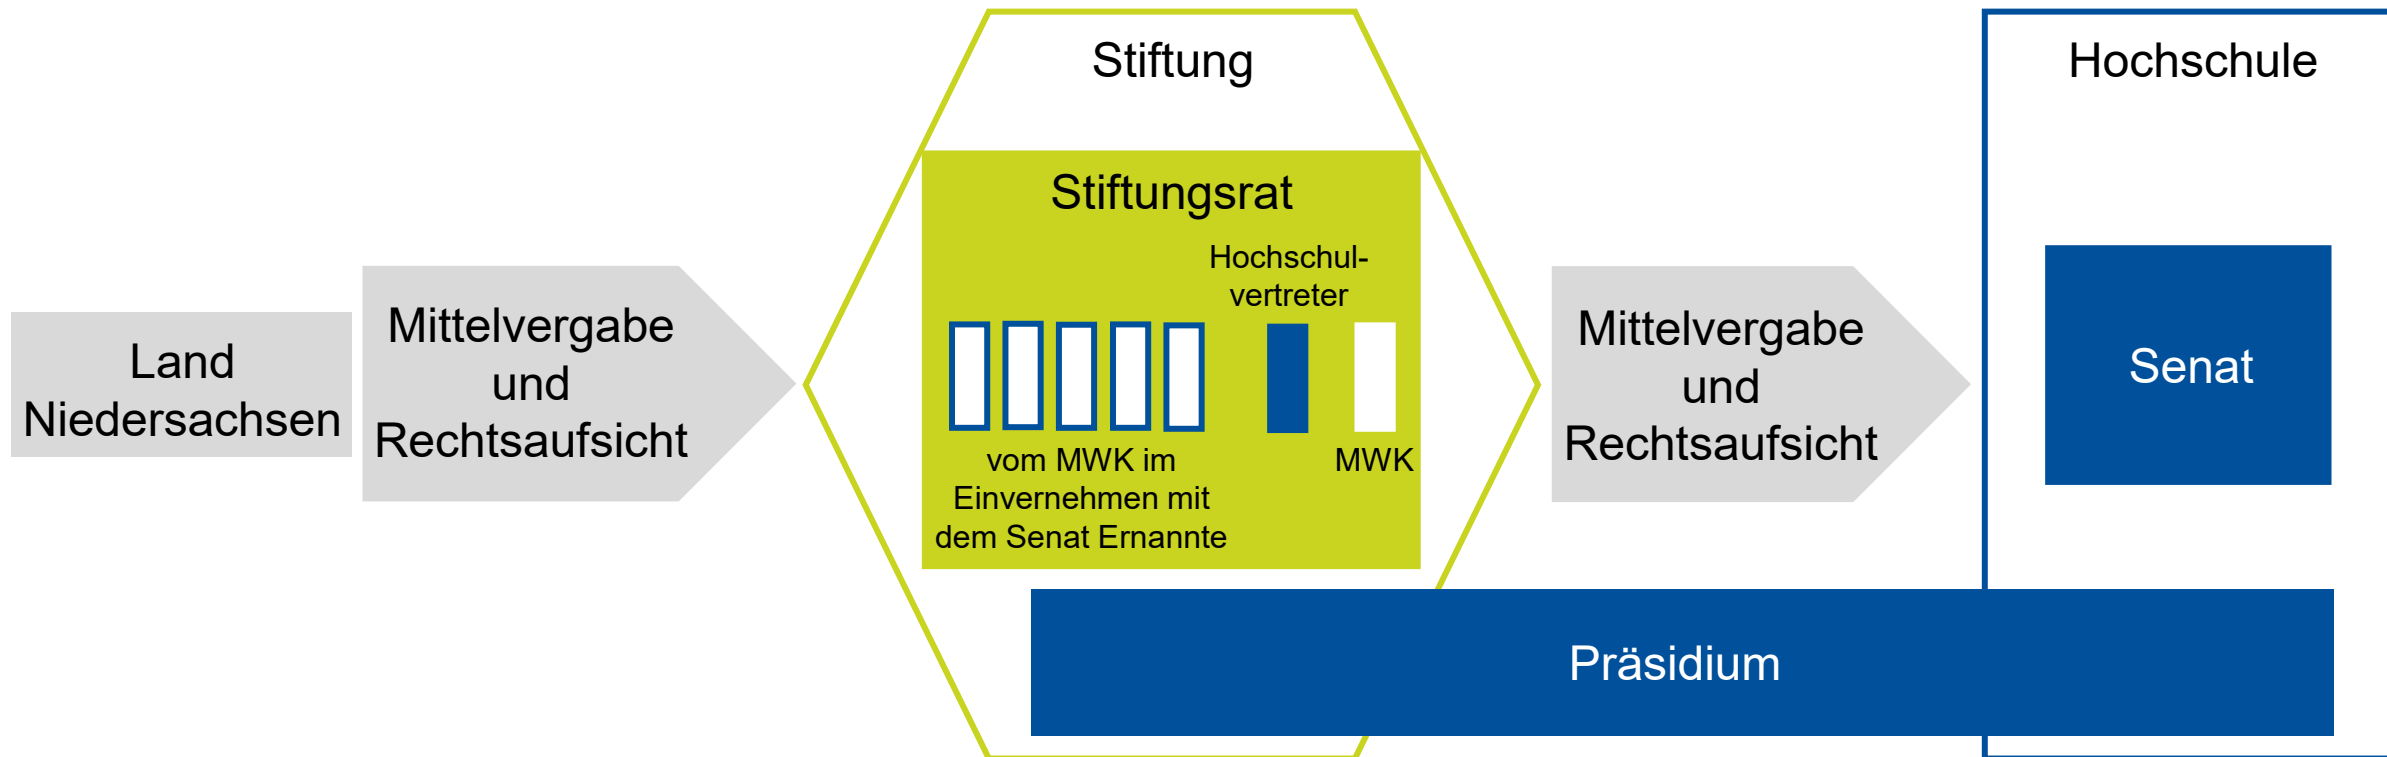 Land
Niedersachsen
Mittelvergabe
und
Rechtsaufsicht
Stiftung
Stiftungsrat
Hochschul-
vertreter
vom MWK im
Einvernehmen mit
dem Senat Ernannte
MWK
Mittelvergabe
und
Rechtsaufsicht
Hochschule
Senat
Präsidium